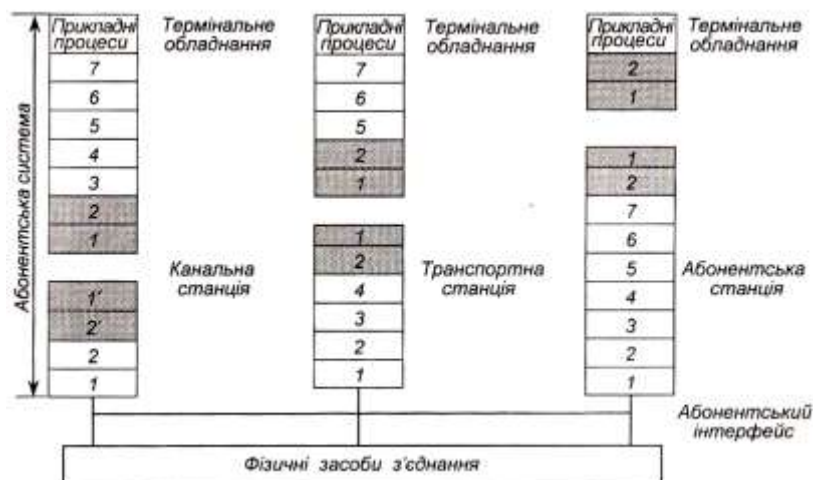 Абонентська система
Прикладні
процеси
7
6
5
4
3
2
1
Термінальне
обладнання
1'
2'
2
1
Канальна
станція
Прикладні
процеси
7
6
5
2
1
Термінальне
обладнання
1
2
4
3
2
1
Транспортна
станція
Прикладні
процеси
2
1
Термінальне
обладнання
1
2
7
6
5
4
3
2
1
Абонентська
станція
Абонентський
інтерфейс
Фізичні засоби з'єднання